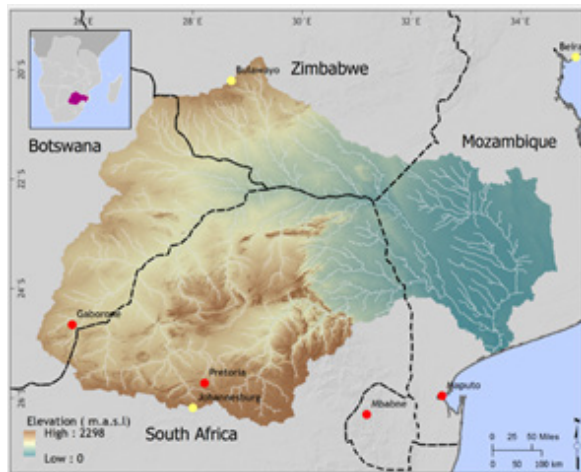 26°E 28°E 30°E 32°E 34°E
20°S
22°S
24°S
26°S
Beira
Bulawayo
Zimbabwe
Botswana
Mozambique
Gaborone
Pretoria
Johannesburg
Maputo
Mbabne
South Africa
Elevation ( m.a.s.l)
High : 2298
Low : 0
0 25 50 Miles
0 50 100 km